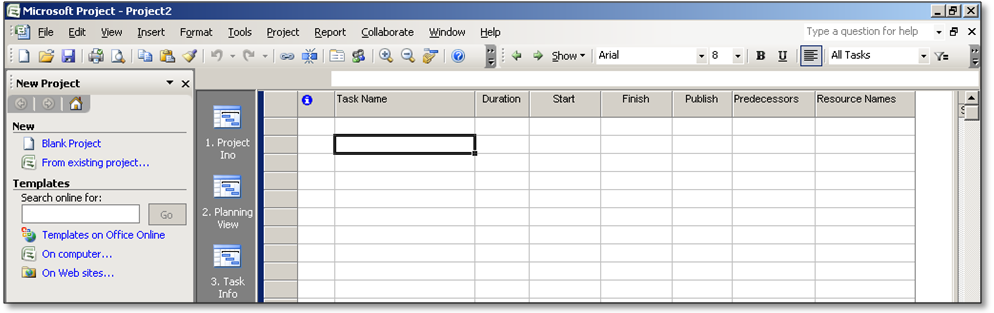 Microsoft Project - Project2
File Edit View Insert Format Tools Project Report Collaborate Window Help Type a question for help
Show Arial 8 B U All Tasks
New Project
Task Name Duration Start Finish Publish Predecessors Resource Names
New
Blank Project
From existing project...
Templates
Search online for:
Go
Templates on Office Online
On computer...
On Web sites...
1. Project
Ino
2. Planning
View
3. Task
Info